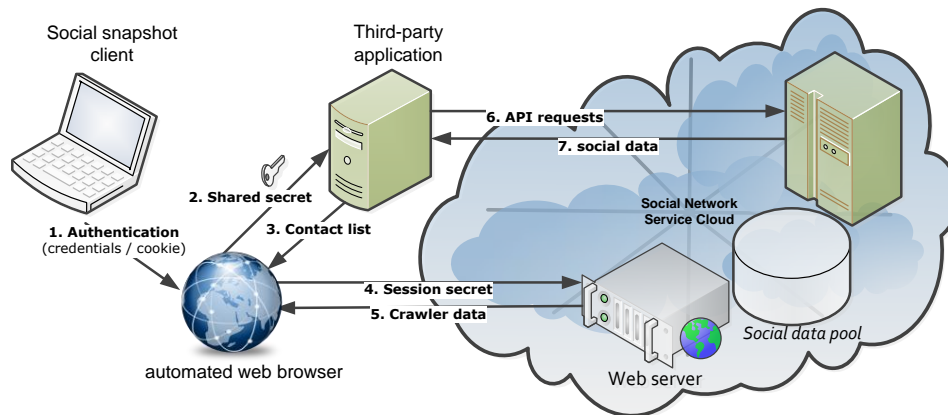 Social snapshot
client
Third-party
application
6. API requests
7. social data
2. Shared secret
Social Network
Service Cloud
1. Authentication
(credentials / cookie)
3. Contact list
4. Session secret
5. Crawler data
Social data pool
automated web browser
Web server